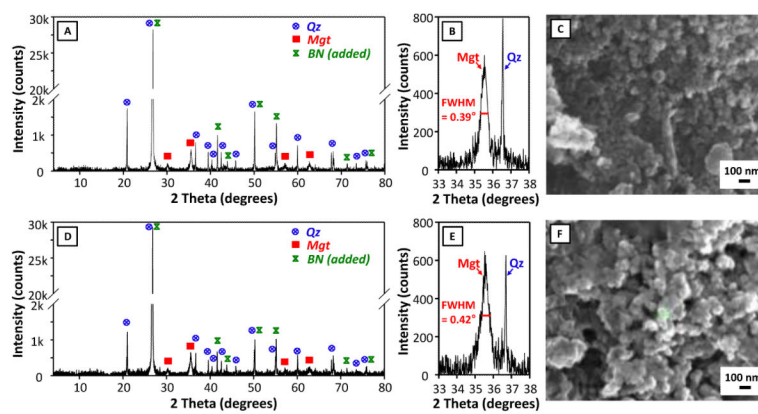 A
30k
25k
20k
2k
1k
0
Intensity (counts)
Qz
Mgt
BN (added)
10 20 30 40 50 60 70 80
2 Theta (degrees)
B
800
600
400
200
0
Intensity (counts)
Mgt
Qz
FWHM
= 0.39°
33 34 35 36 37 38
2 Theta (degrees)
C
100 nm
D
30k
25k
20k
2k
1k
0
Intensity (counts)
Qz
Mgt
BN (added)
10 20 30 40 50 60 70 80
2 Theta (degrees)
E
800
600
400
200
0
Intensity (counts)
Mgt
Qz
FWHM
= 0.42°
33 34 35 36 37 38
2 Theta (degrees)
F
100 nm